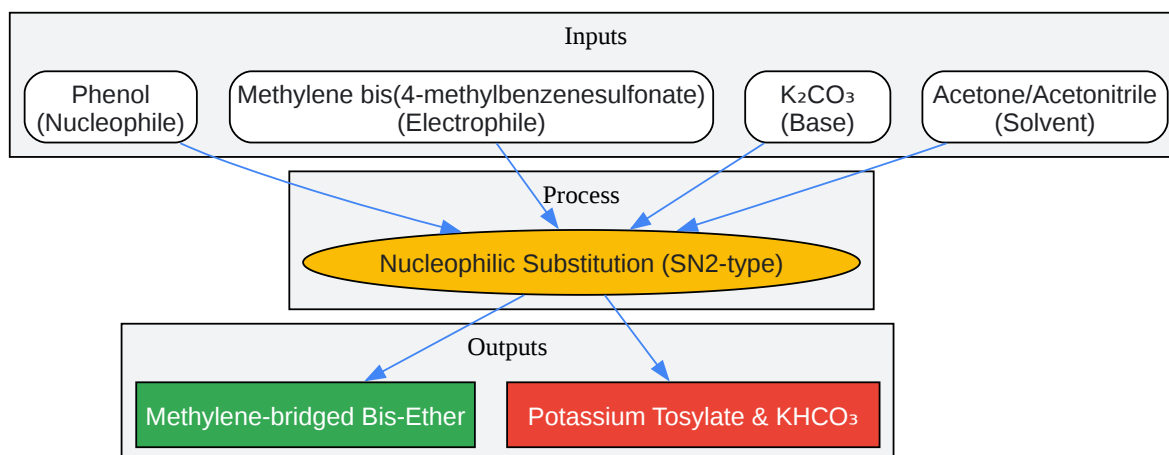 Inputs
Phenol
(Nucleophile)
Methylene bis(4-methylbenzenesulfonate)
(Electrophile)
K₂CO₃
(Base)
Acetone/Acetonitrile
(Solvent)
Process
Nucleophilic Substitution (SN2-type)
Outputs
Methylene-bridged Bis-Ether
Potassium Tosylate & KHCO₃